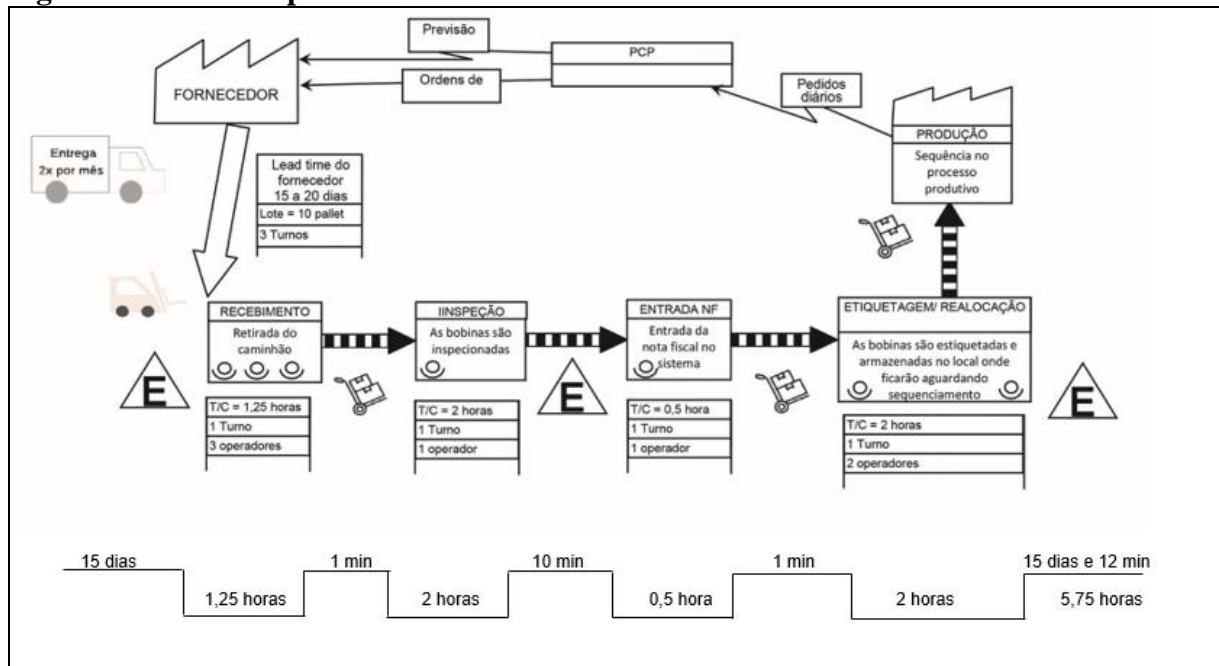 Previsão
PCP
Ordens de
FORNECEDOR
Pedidos
diários
PRODUÇÃO
Sequência no
processo
produtivo
Entrega
2x por mês
Lead time do
fornecedor
15 a 20 dias
Lote = 10 pallet
3 Turnos
RECEBIMENTO
Retirada do
caminhão
IINSPEÇÃO
As bobinas são
inspecionadas
ENTRADA NF
Entrada da
nota fiscal no
sistema
ETIQUETAGEM/ REALOCAÇÃO
As bobinas são estiquetadas e
armazenadas no local onde
ficarão aguardando
sequenciamento
E
E
E
T/C = 1,25 horas
1 Turno
3 operadores
T/C = 2 horas
1 Turno
1 operador
T/C = 0,5 hora
1 Turno
1 operador
T/C = 2 horas
1 Turno
2 operadores
15 dias
1 min
10 min
1 min
15 dias e 12 min
1,25 horas
2 horas
0,5 hora
2 horas
5,75 horas